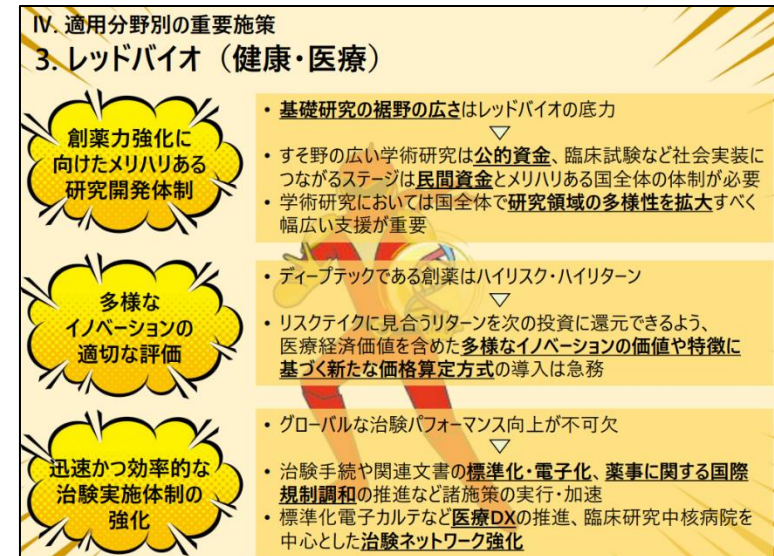 Ⅳ. 適用分野別の重要施策
3. レッドバイオ（健康・医療）
創薬力強化に
向けたメリハリある
研究開発体制
• 基礎研究の裾野の広さはレッドバイオの底力
▽
• すそ野の広い学術研究は公的資金、臨床試験など社会実装に
つながるステージは民間資金とメリハリある国全体の体制が必要
• 学術研究においては国全体で研究領域の多様性を拡大すべく
幅広い支援が重要
多様な
イノベーションの
適切な評価
• ディープテックである創薬はハイリスク・ハイリターン
▽
• リスクテイクに見合うリターンを次の投資に還元できるよう、
医療経済価値を含めた多様なイノベーションの価値や特徴に
基づく新たな価格算定方式の導入は急務
迅速かつ効率的な
治験実施体制の
強化
• グローバルな治験パフォーマンス向上が不可欠
▽
• 治験手続や関連文書の標準化・電子化、薬事に関する国際
規制調和の推進など諸施策の実行・加速
• 標準化電子カルテなど医療DXの推進、臨床研究中核病院を
中心とした治験ネットワーク強化